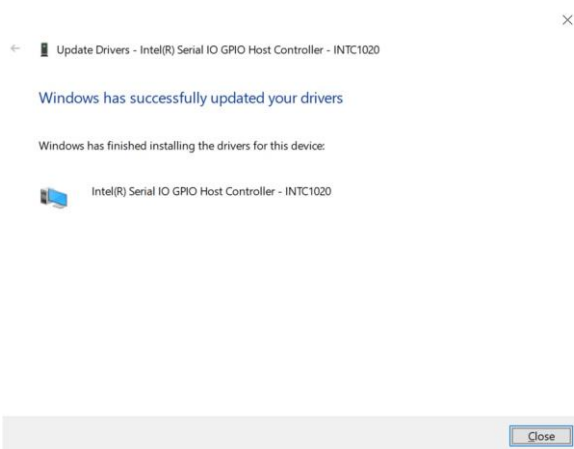 Update Drivers - Intel(R) Serial IO GPIO Host Controller - INTC1020
Windows has successfully updated your drivers
Windows has finished installing the drivers for this device:
Intel(R) Serial IO GPIO Host Controller - INTC1020
Close